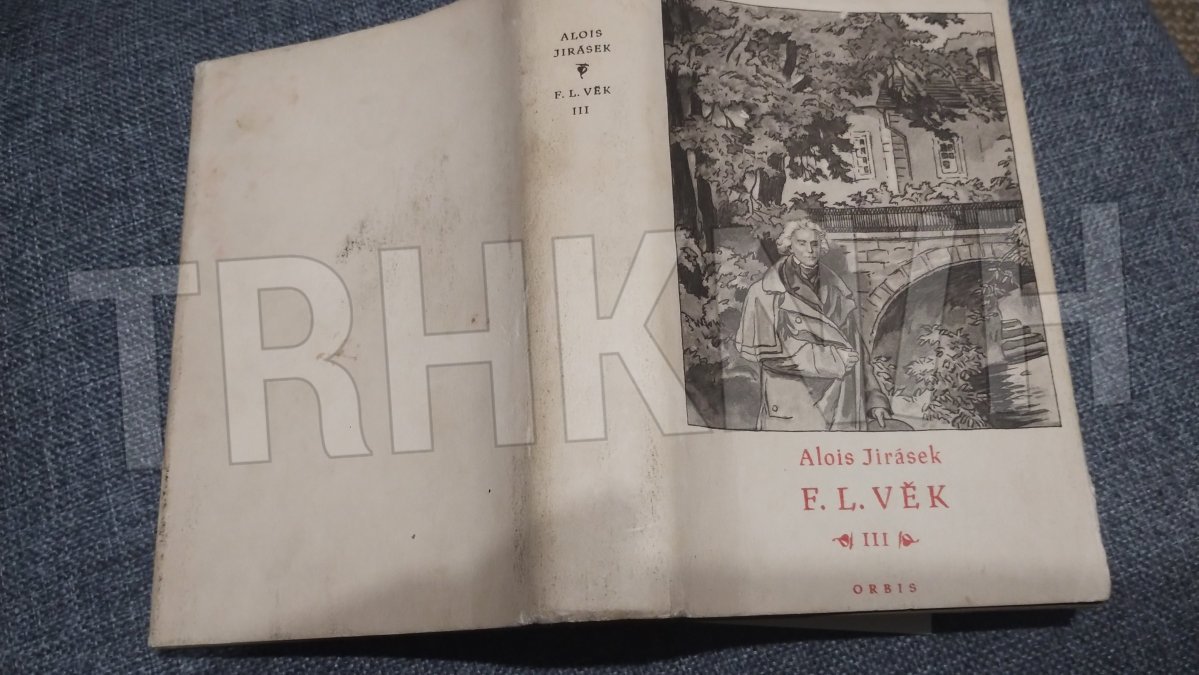 ALOIS
JIRÁSEK
F. L. VĚK
III
Alois Jirásek
F. L. VĚK
III
ORBIS